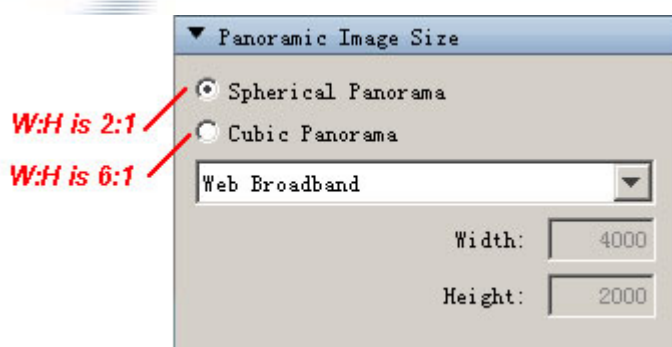 Panoramic Image Size
Spherical Panorama
W:H is 2:1
Cubic Panorama
W:H is 6:1
Web Broadband
Width: 4000
Height: 2000